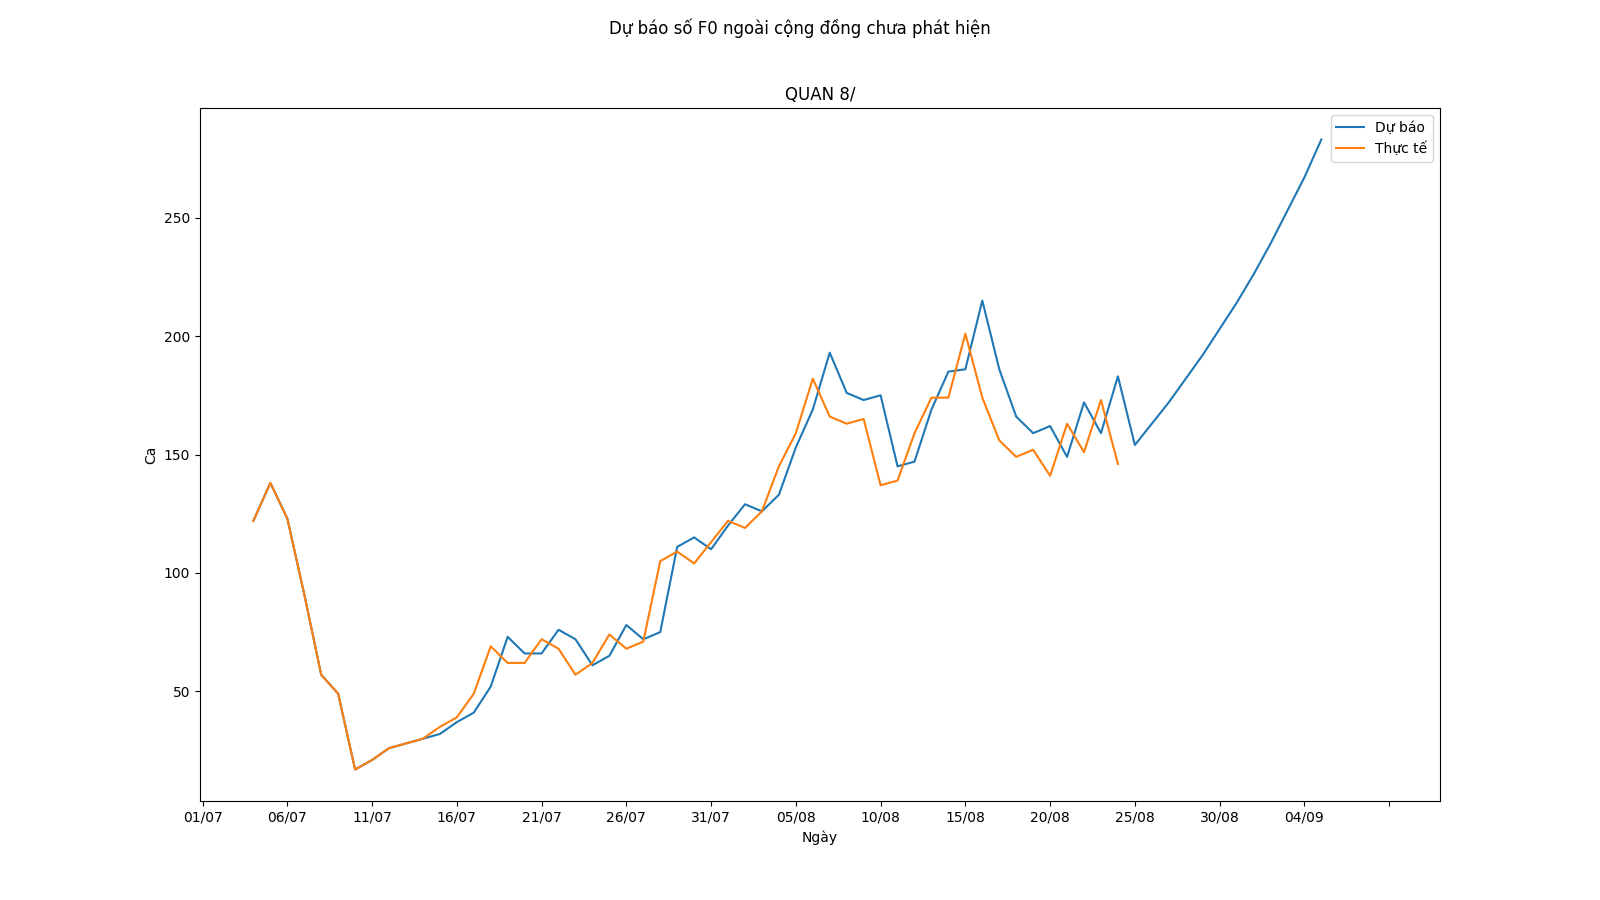 Dự báo số F0 ngoài cộng đồng chưa phát hiện
QUAN 8/
Dự báo
Thực tế
250
200
150
100
50
Ca
01/07 06/07 11/07 16/07 21/07 26/07 31/07 05/08 10/08 15/08 20/08 25/08 30/08 04/09
Ngày